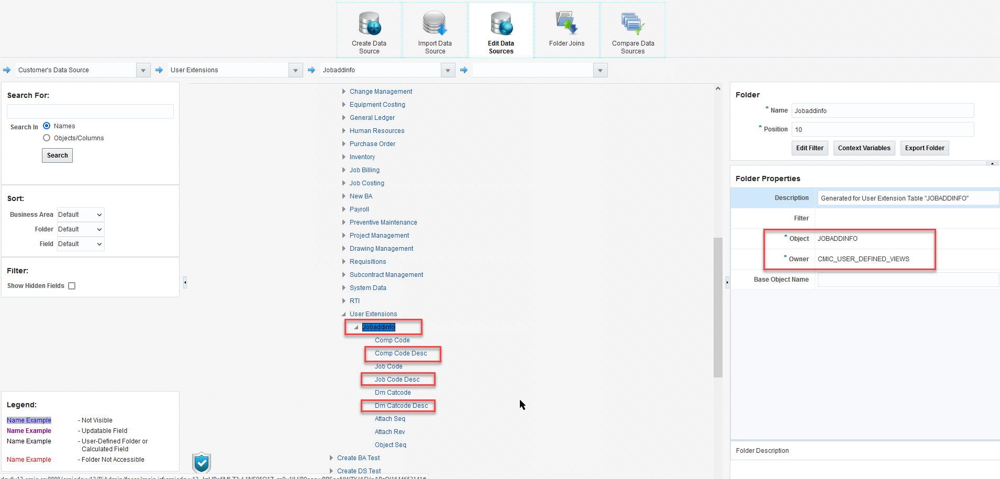 Create Data Source
Import Data Source
Edit Data Sources
Folder Joins
Compare Data Sources
Customer's Data Source
User Extensions
Jobaddinfo
Search For:
Search In
Names
Objects/Columns
Search
Sort:
Business Area Default
Folder Default
Field Default
Filter:
Show Hidden Fields
Legend:
Name Example - Not Visible
Name Example - Updatable Field
Name Example - User-Defined Folder or Calculated Field
Name Example - Folder Not Accessible
Change Management
Equipment Costing
General Ledger
Human Resources
Purchase Order
Inventory
Job Billing
Job Costing
New BA
Payroll
Preventive Maintenance
Project Management
Drawing Management
Requisitions
Subcontract Management
System Data
RTI
User Extensions
Jobaddinfo
Comp Code
Comp Code Desc
Job Code
Job Code Desc
Dm Catcode
Dm Catcode Desc
Attach Seq
Attach Rev
Object Seq
Create BA Test
Create DS Test
Folder
* Name Jobaddinfo
* Position 10
Edit Filter
Context Variables
Export Folder
Folder Properties
Description Generated for User Extension Table "JOBADDINFO"
Filter
* Object JOBADDINFO
* Owner CMIC_USER_DEFINED_VIEWS
Base Object Name
Folder Description